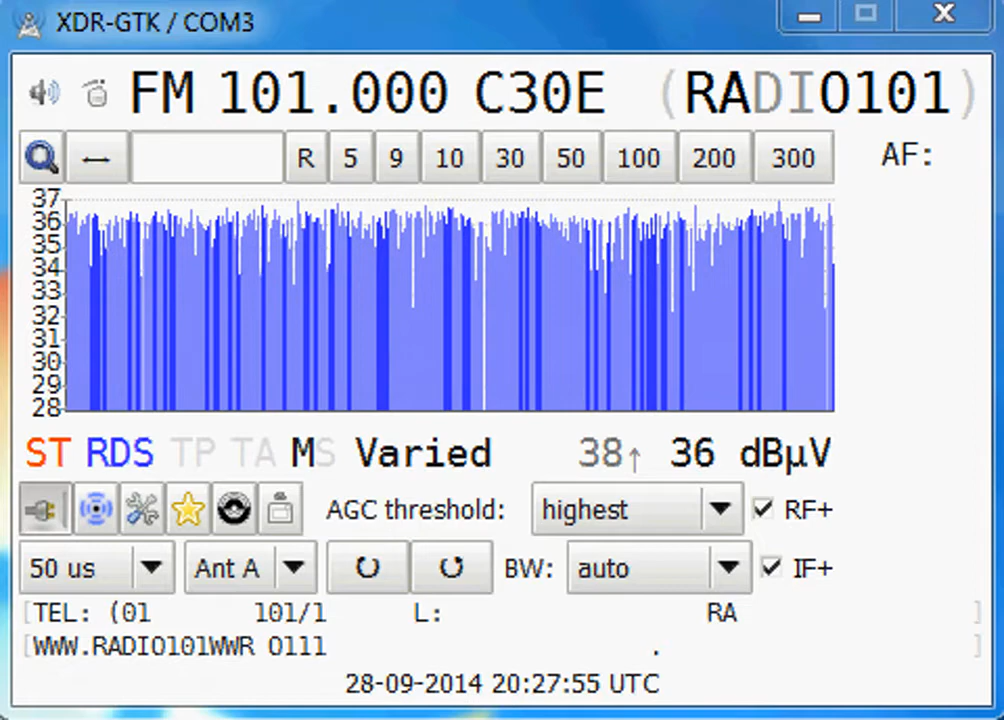 XDR-GTK / COM3
FM 101.000 C30E (RADIO101)
R 5 9 10 30 50 100 200 300 AF:
37
36
35
34
33
32
31
30
29
28
ST RDS TP TA MS Varied 38↑ 36 dBµV
AGC threshold: highest RF+
50 us Ant A BW: auto IF+
[TEL: (01 101/1 L: RA ]
[WWW.RADIO101WWR O111 . ]
28-09-2014 20:27:55 UTC